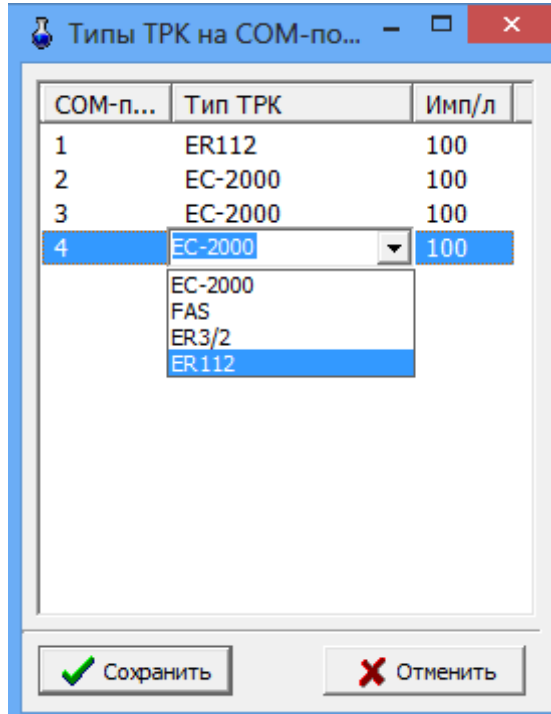 Типы ТРК на COM-по...
COM-п... Тип ТРК Имп/л
1 ER112 100
2 EC-2000 100
3 EC-2000 100
4 EC-2000 100
EC-2000
FAS
ER3/2
ER112
Сохранить Отменить